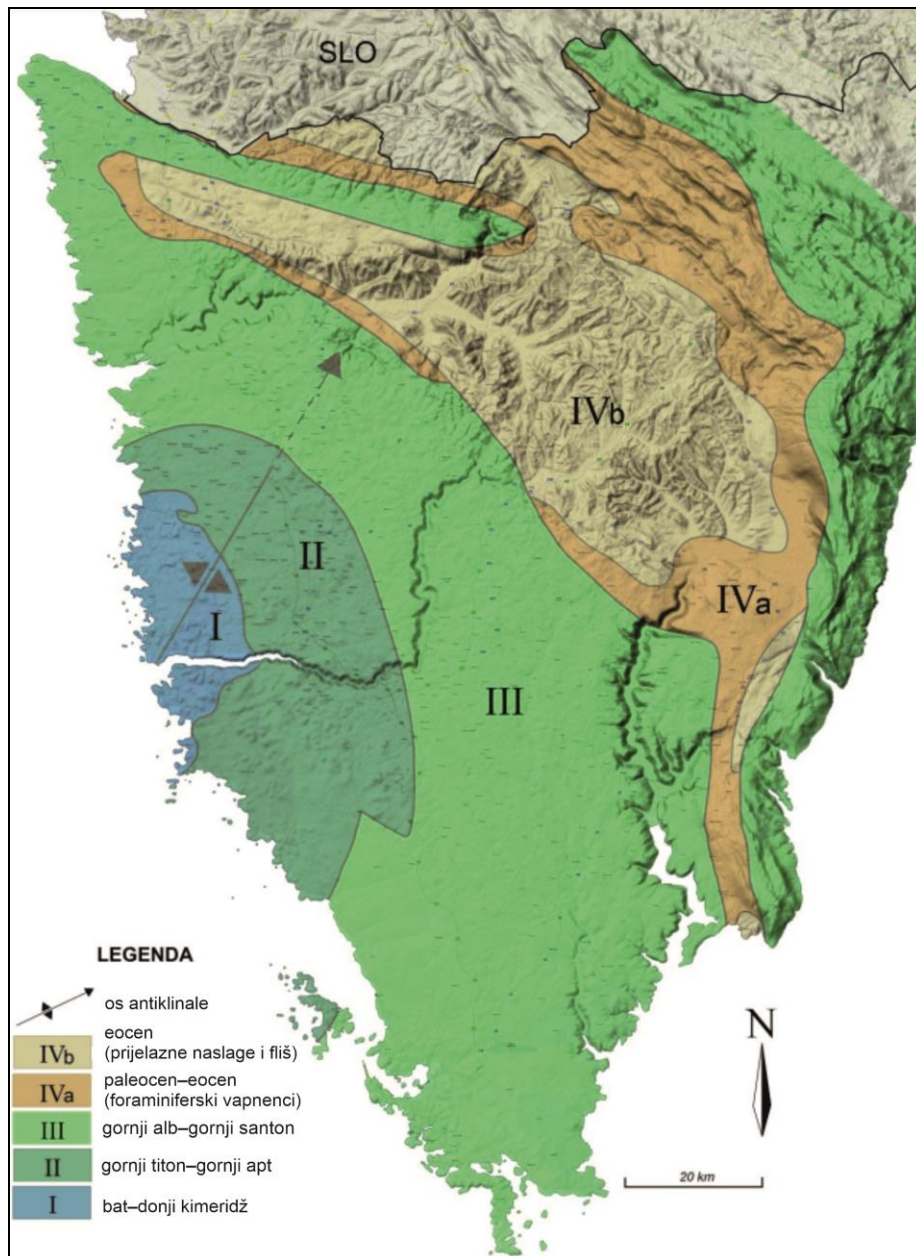 SLO
IVb
II
I
IVa
III
LEGENDA
os antiklinale
IVb
eocen
(prijelazne naslage i fliš)
IVa
paleocen–eocen
(foraminiferski vapnenci)
III
gornji alb–gornji santon
II
gornji titon–gornji apt
I
bat–donji kimeridž
N
20 km